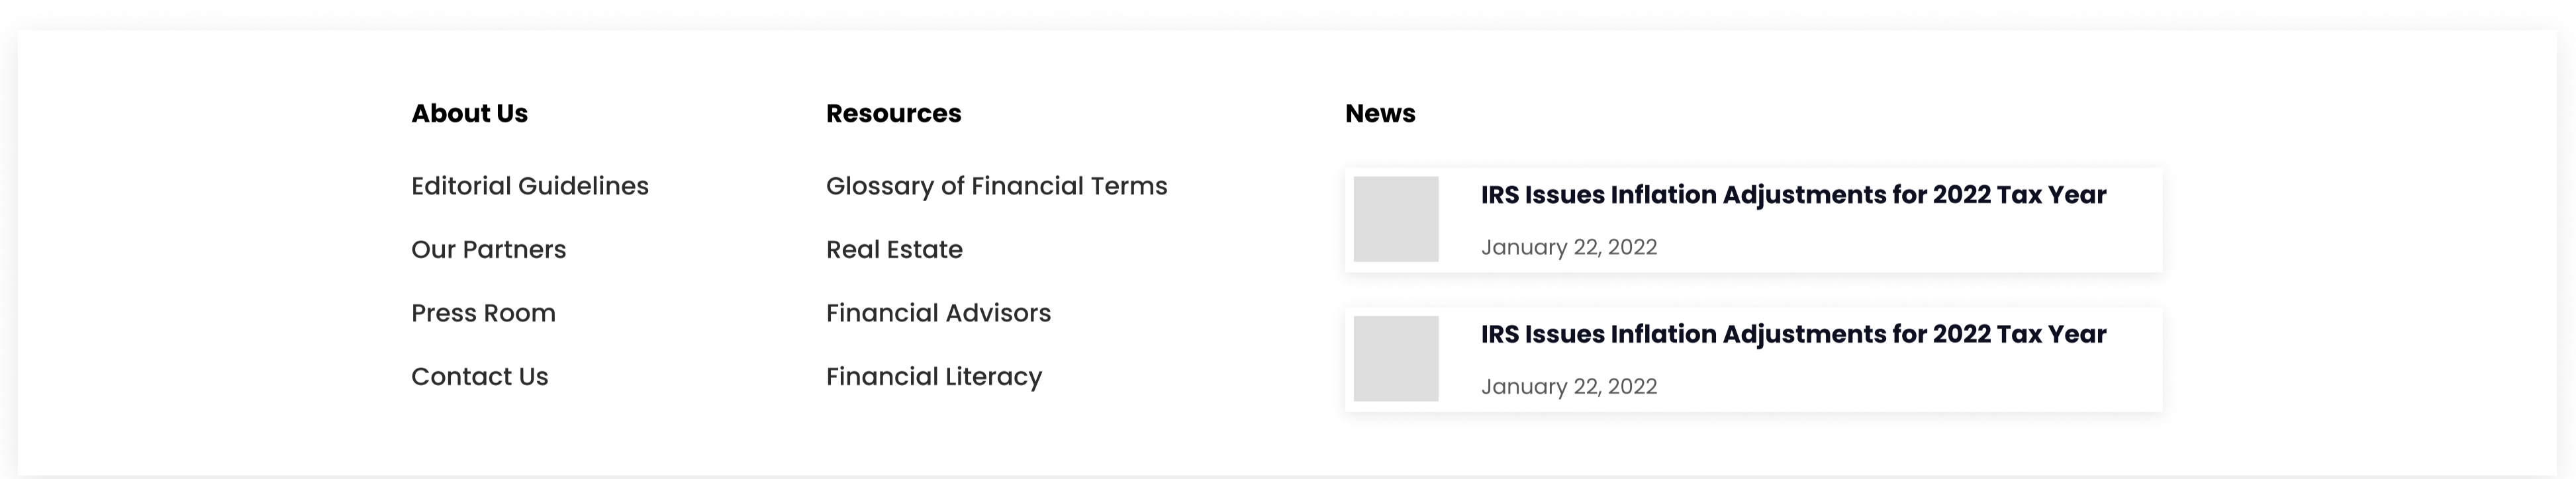 About Us
Editorial Guidelines
Our Partners
Press Room
Contact Us
Resources
Glossary of Financial Terms
Real Estate
Financial Advisors
Financial Literacy
News
IRS Issues Inflation Adjustments for 2022 Tax Year
January 22, 2022
IRS Issues Inflation Adjustments for 2022 Tax Year
January 22, 2022